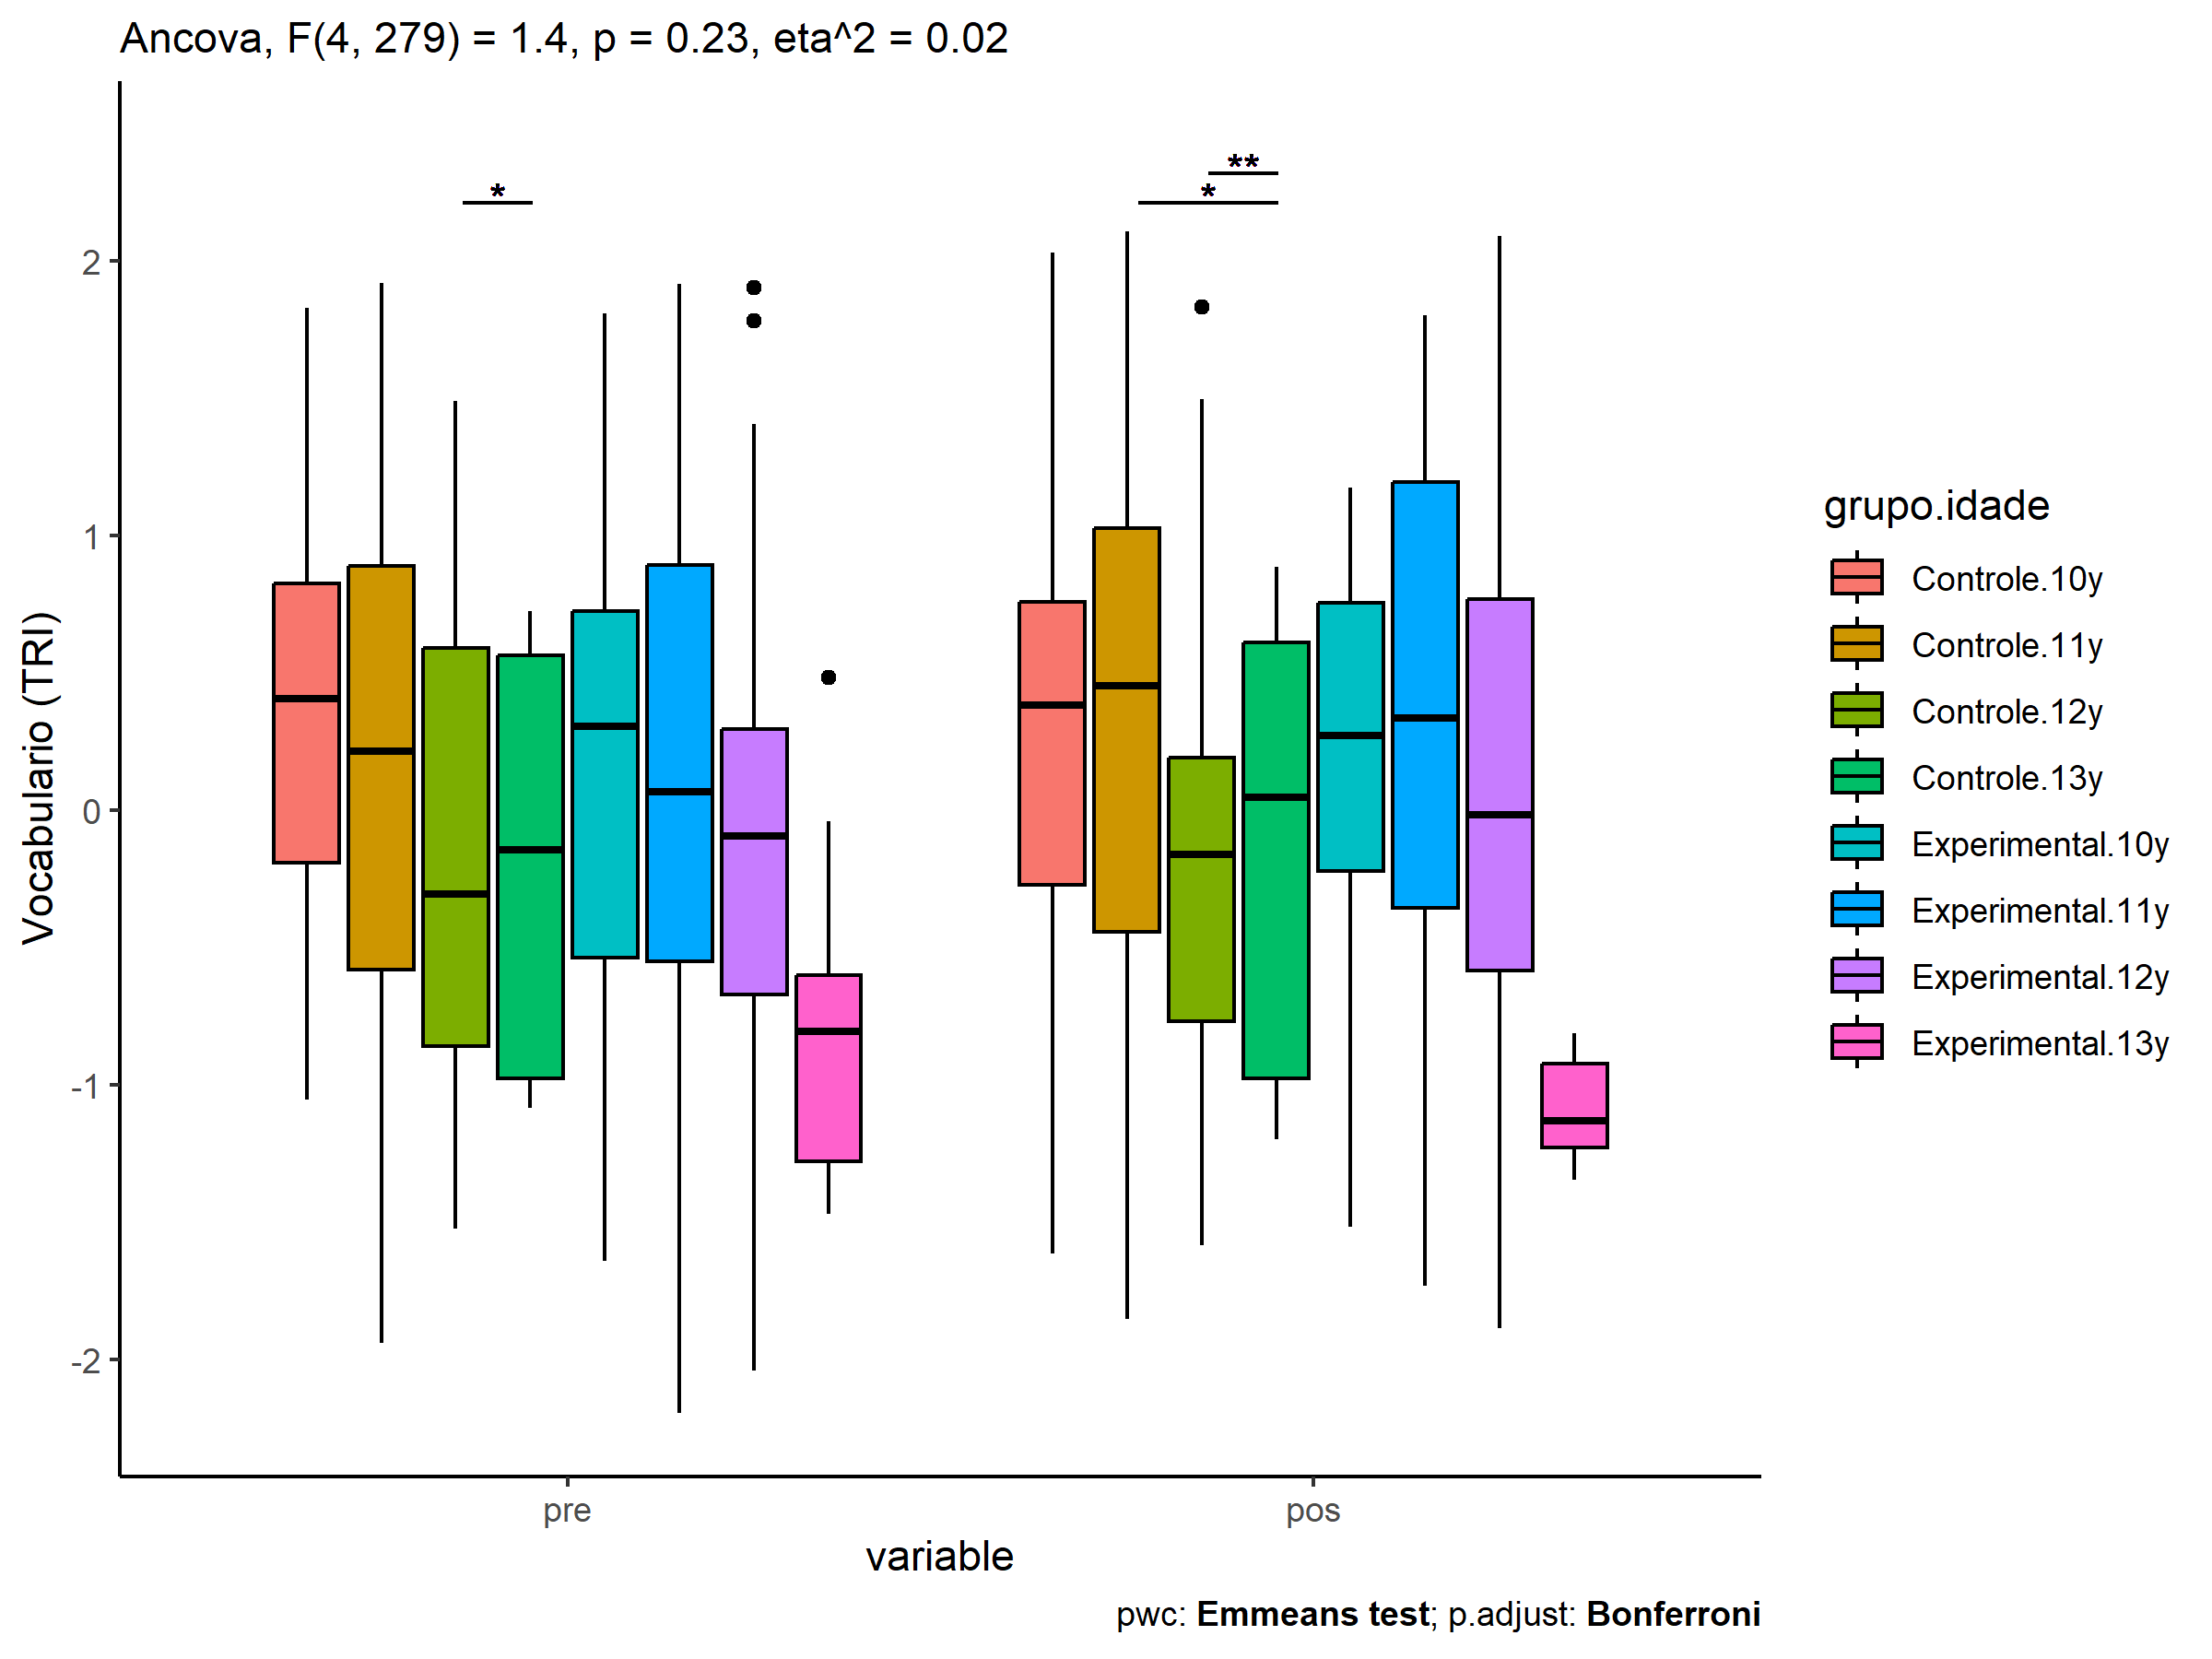 Ancova, F(4, 279) = 1.4, p = 0.23, eta^2 = 0.02
Vocabulario (TRI)
2
1
0
-1
-2
*
*
**
pre
pos
variable
grupo.idade
Controle.10y
Controle.11y
Controle.12y
Controle.13y
Experimental.10y
Experimental.11y
Experimental.12y
Experimental.13y
pwc: Emmeans test; p.adjust: Bonferroni